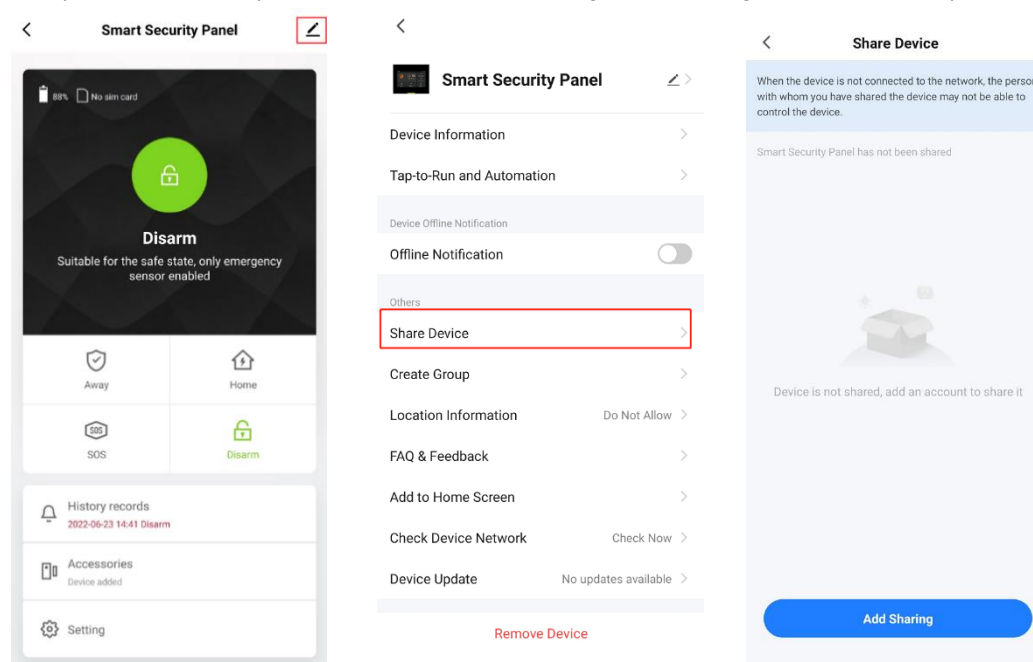 Smart Security Panel
88% No sim card
Disarm
Suitable for the safe state, only emergency
sensor enabled
Away
Home
SOS
SOS
Disarm
History records
2022-06-23 14:41 Disarm
Accessories
Device added
Setting
Smart Security Panel
Device Information
Tap-to-Run and Automation
Device Offline Notification
Offline Notification
Others
Share Device
Create Group
Location Information Do Not Allow
FAQ & Feedback
Add to Home Screen
Check Device Network Check Now
Device Update No updates available
Remove Device
Share Device
When the device is not connected to the network, the person
with whom you have shared the device may not be able to
control the device.
Smart Security Panel has not been shared
Device is not shared, add an account to share it
Add Sharing